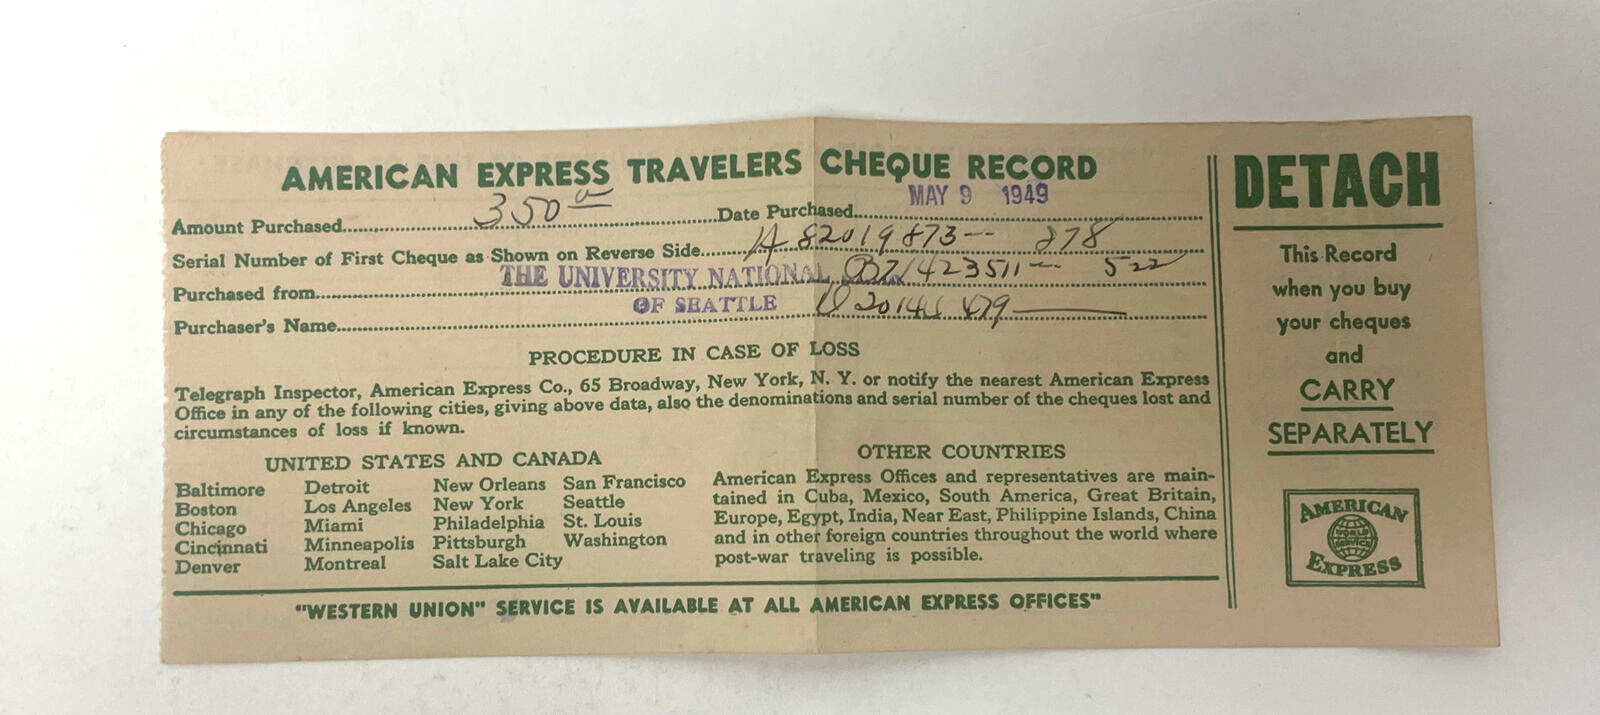 AMERICAN EXPRESS TRAVELERS CHEQUE RECORD
Amount Purchased 350 Date Purchased MAY 9 1949
Serial Number of First Cheque as Shown on Reverse Side A 82019873-- 878
Purchased from THE UNIVERSITY NATIONAL B71423511-- 522
OF SEATTLE
Purchaser's Name
PROCEDURE IN CASE OF LOSS
Telegraph Inspector, American Express Co., 65 Broadway, New York, N. Y. or notify the nearest American Express
Office in any of the following cities, giving above data, also the denominations and serial number of the cheques lost and
circumstances of loss if known.
UNITED STATES AND CANADA
Baltimore Detroit New Orleans San Francisco
Boston Los Angeles New York Seattle
Chicago Miami Philadelphia St. Louis
Cincinnati Minneapolis Pittsburgh Washington
Denver Montreal Salt Lake City
OTHER COUNTRIES
American Express Offices and representatives are main-
tained in Cuba, Mexico, South America, Great Britain,
Europe, Egypt, India, Near East, Philippine Islands, China
and in other foreign countries throughout the world where
post-war traveling is possible.
"WESTERN UNION" SERVICE IS AVAILABLE AT ALL AMERICAN EXPRESS OFFICES"
DETACH
This Record
when you buy
your cheques
and
CARRY
SEPARATELY
AMERICAN
WORLD
SERVICE
EXPRESS